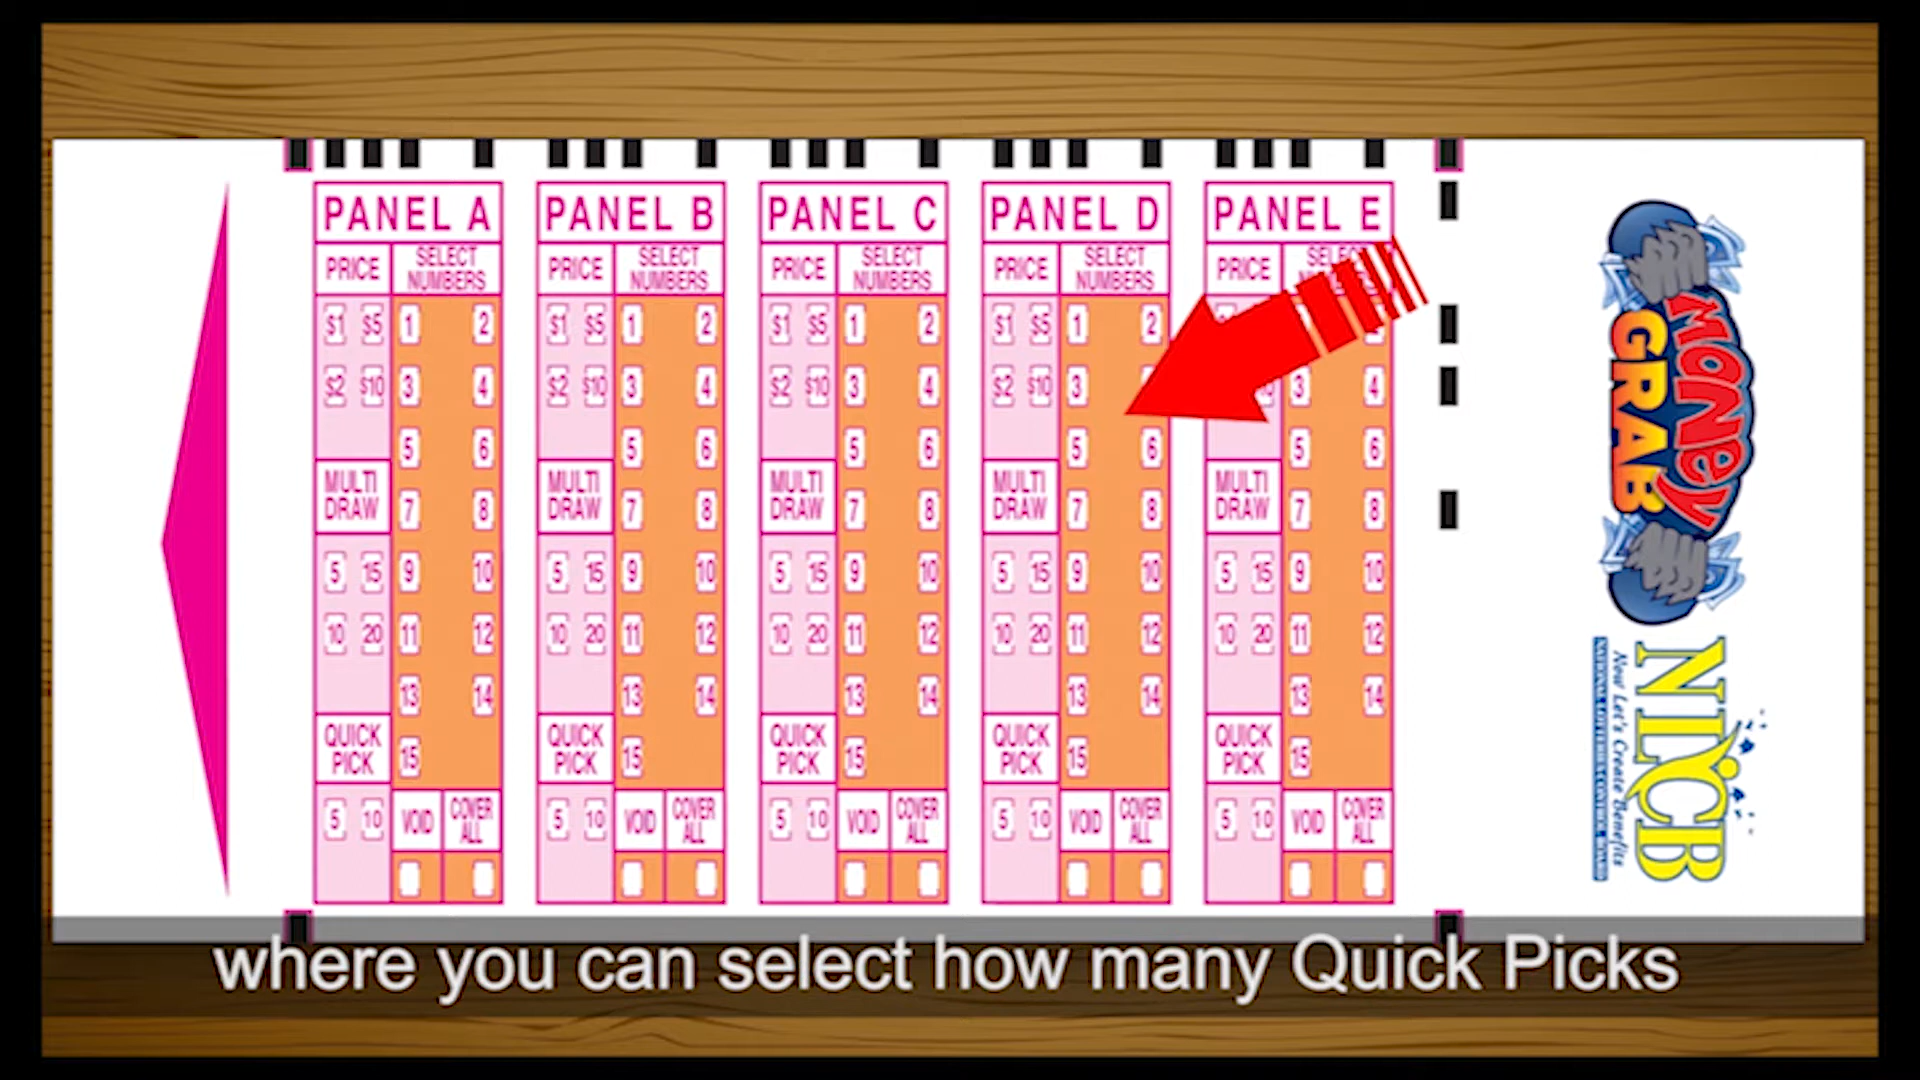 PANEL A
PRICE
SELECT
NUMBERS
$1 $5
$2 $10
MULTI
DRAW
5 15
10 20
QUICK
PICK
5 10
1 2
3 4
5 6
7 8
9 10
11 12
13 14
15
VOID
COVER
ALL
PANEL B
PRICE
SELECT
NUMBERS
$1 $5
$2 $10
MULTI
DRAW
5 15
10 20
QUICK
PICK
5 10
1 2
3 4
5 6
7 8
9 10
11 12
13 14
15
VOID
COVER
ALL
PANEL C
PRICE
SELECT
NUMBERS
$1 $5
$2 $10
MULTI
DRAW
5 15
10 20
QUICK
PICK
5 10
1 2
3 4
5 6
7 8
9 10
11 12
13 14
15
VOID
COVER
ALL
PANEL D
PRICE
SELECT
NUMBERS
$1 $5
$2 $10
MULTI
DRAW
5 15
10 20
QUICK
PICK
5 10
1 2
3
5 6
7 8
9 10
11 12
13 14
15
VOID
COVER
ALL
PANEL E
PRICE
MULTI
DRAW
5 15
10 20
QUICK
PICK
5 10
3 4
5 6
7 8
9 10
11 12
13 14
15
VOID
COVER
ALL
MONEY
GRAB
NLCB
Now Let's Create Benefits
NATIONAL LOTTERIES CONTROL BOARD
where you can select how many Quick Picks